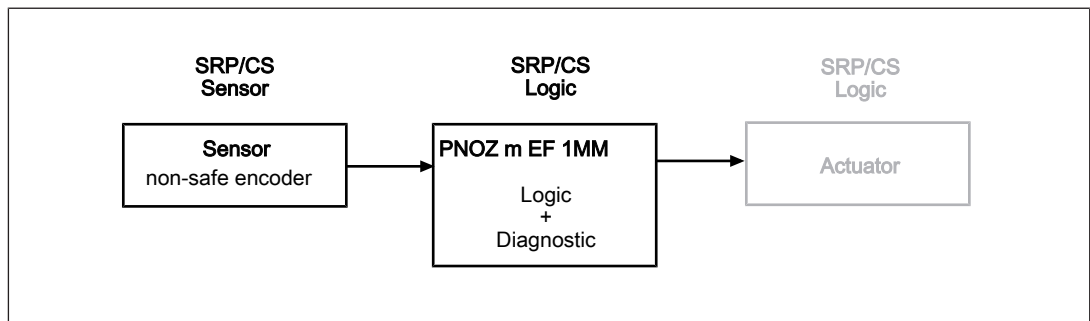 SRP/CS
Sensor
SRP/CS
Logic
SRP/CS
Logic
Sensor
non-safe encoder
PNOZ m EF 1MM
Logic
+
Diagnostic
Actuator